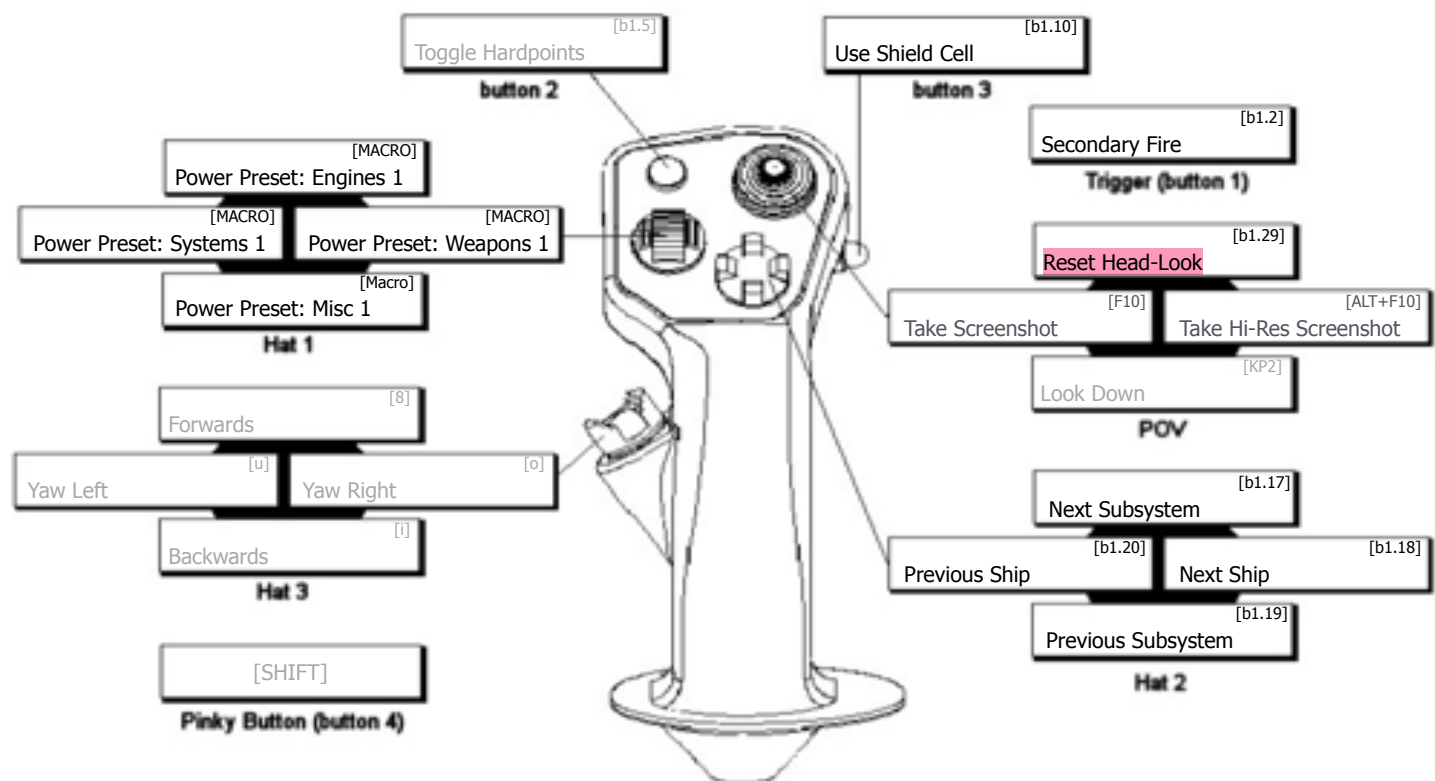 [b1.5]
Toggle Hardpoints
button 2
[b1.10]
Use Shield Cell
button 3
[b1.2]
Secondary Fire
Trigger (button 1)
[MACRO]
Power Preset: Engines 1
[MACRO]
Power Preset: Systems 1
[MACRO]
Power Preset: Weapons 1
[Macro]
Power Preset: Misc 1
Hat 1
[b1.29]
Reset Head-Look
[F10]
Take Screenshot
[ALT+F10]
Take Hi-Res Screenshot
[KP2]
Look Down
POV
[8]
Forwards
[u]
Yaw Left
[o]
Yaw Right
[i]
Backwards
Hat 3
[b1.17]
Next Subsystem
[b1.20]
Previous Ship
[b1.18]
Next Ship
[b1.19]
Previous Subsystem
Hat 2
[SHIFT]
Pinky Button (button 4)